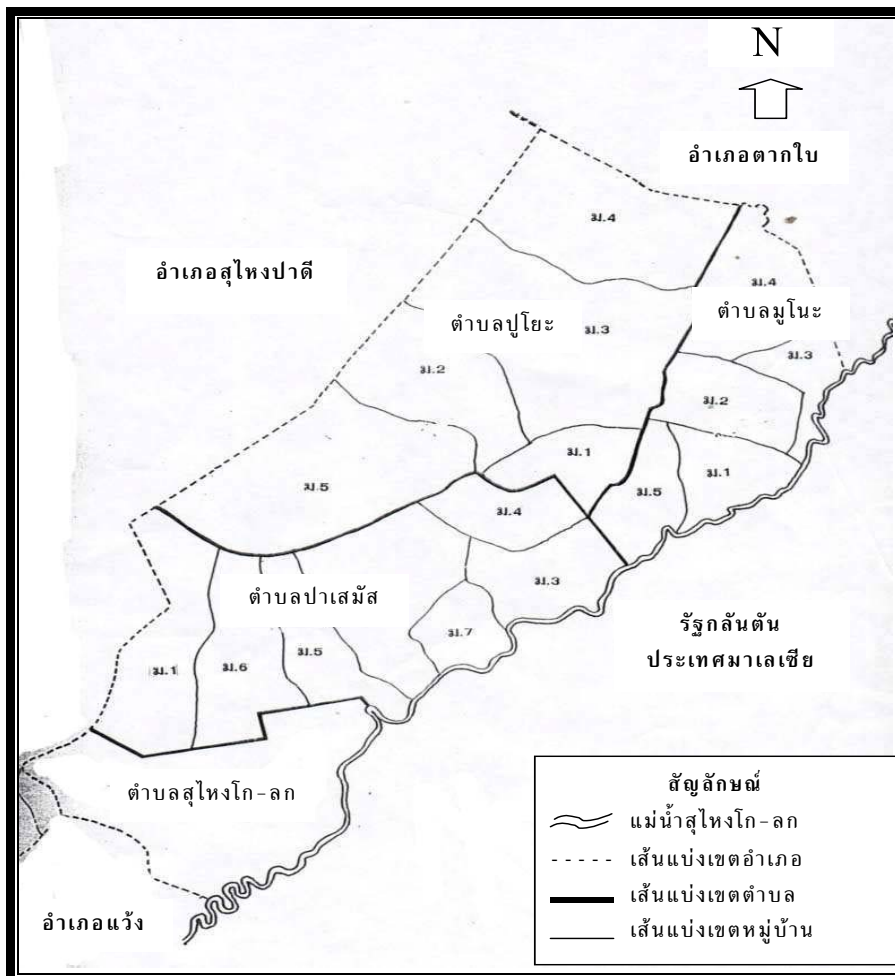 N
อำเภอตากใบ
ม.4
อำเภอสุไหงปาดี
ม.4
ตำบลปูโยะ
ม.3
ตำบลมูโนะ
ม.3
ม.2
ม.2
ม.1
ม.1
ม.5
ม.5
ม.4
ม.3
ตำบลปาเสมัส
ม.7
รัฐกลันตัน
ประเทศมาเลเซีย
ม.1
ม.6
ม.5
ตำบลสุไหงโก-ลก
อำเภอแว้ง
สัญลักษณ์
แม่น้ำสุไหงโก-ลก
เส้นแบ่งเขตอำเภอ
เส้นแบ่งเขตตำบล
เส้นแบ่งเขตหมู่บ้าน